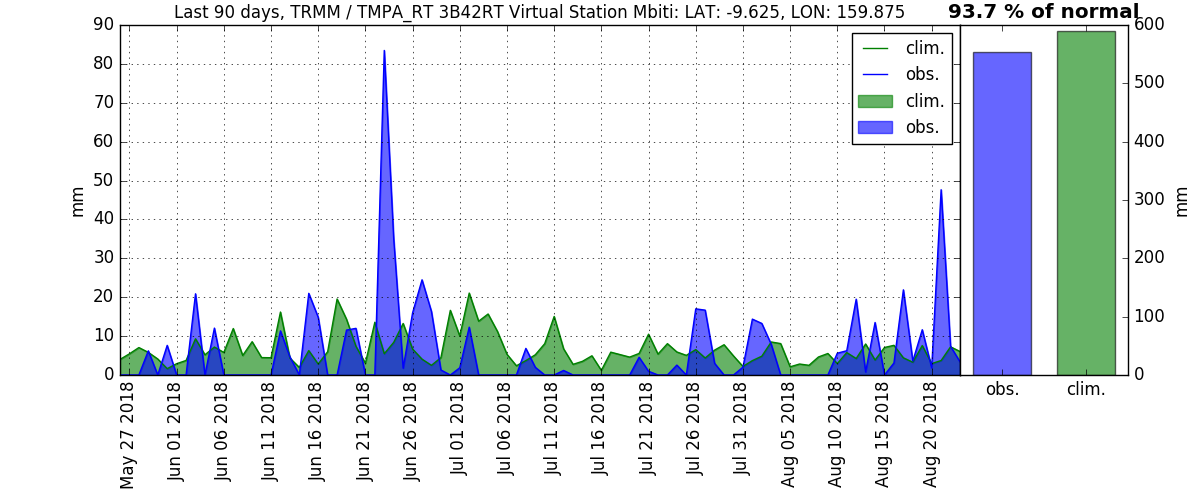 Last 90 days, TRMM / TMPA_RT 3B42RT Virtual Station Mbiti: LAT: -9.625, LON: 159.875
93.7 % of normal
90
80
70
60
50
40
30
20
10
0
mm
clim.
obs.
clim.
obs.
600
500
400
300
200
100
0
mm
obs.
clim.
May 27 2018
Jun 01 2018
Jun 06 2018
Jun 11 2018
Jun 16 2018
Jun 21 2018
Jun 26 2018
Jul 01 2018
Jul 06 2018
Jul 11 2018
Jul 16 2018
Jul 21 2018
Jul 26 2018
Jul 31 2018
Aug 05 2018
Aug 10 2018
Aug 15 2018
Aug 20 2018